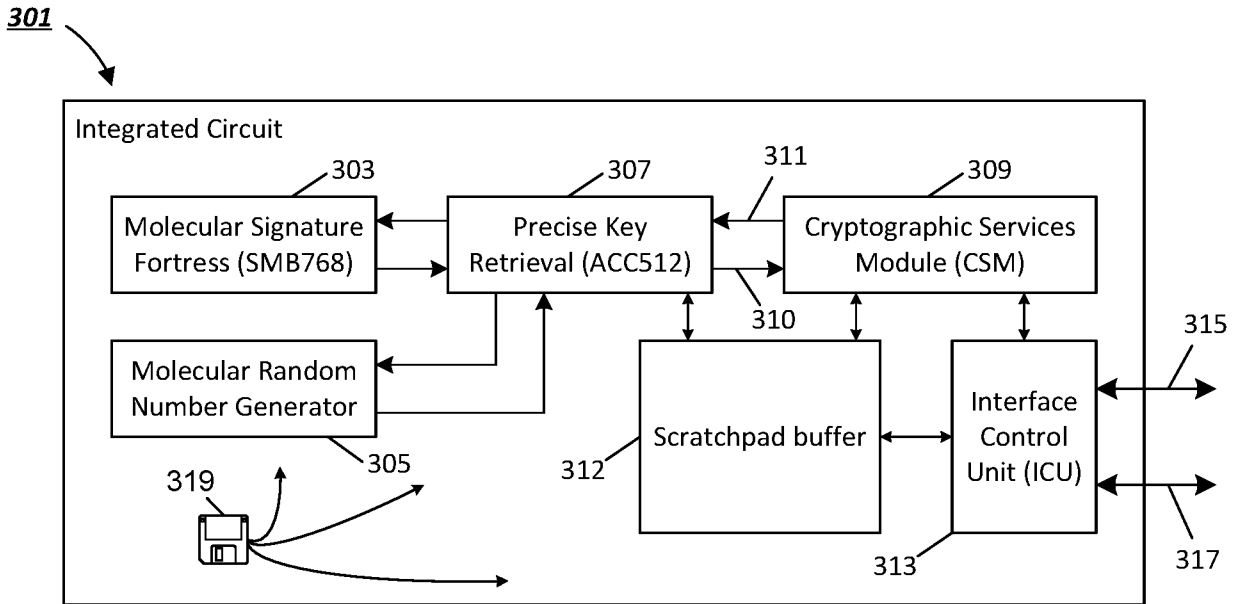 301
Integrated Circuit
303
307
311
309
Molecular Signature
Fortress (SMB768)
Precise Key
Retrieval (ACC512)
Cryptographic Services
Module (CSM)
310
315
Molecular Random
Number Generator
Scratchpad buffer
Interface
Control
Unit (ICU)
305
312
319
313
317